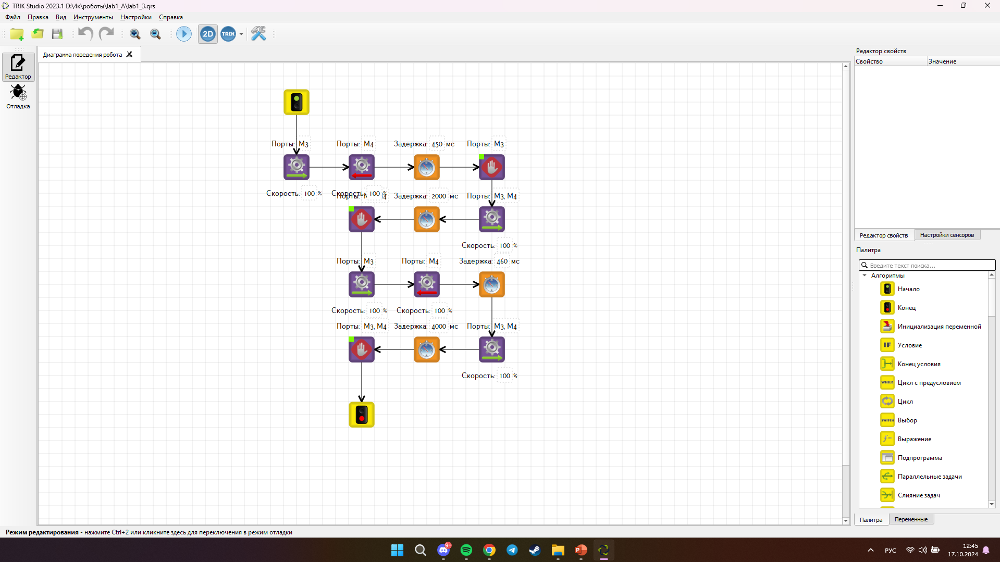 TRIK Studio 2023.1 D:\4к\роботы\lab1_A\lab1_3.qrs
Файл Правка Вид Инструменты Настройки Справка
2D TRIK
Диаграмма поведения робота
Редактор
Отладка
Порты: M3 Порты: M4 Задержка: 450 мс Порты: M3
Скорость: 100 % Скорость: 100 %
Порты: M3, M4 Задержка: 2000 мс Порты: M3, M4
Скорость: 100 %
Порты: M3 Порты: M4 Задержка: 460 мс
Скорость: 100 % Скорость: 100 %
Порты: M3, M4 Задержка: 4000 мс Порты: M3, M4
Скорость: 100 %
Редактор свойств
Свойство Значение
Редактор свойств Настройки сенсоров
Палитра
Введите текст поиска...
Алгоритмы
Начало
Конец
Инициализация переменной
IF Условие
Конец условия
WHILE Цикл с предусловием
Цикл
SWITCH Выбор
f= Выражение
Подпрограмма
Параллельные задачи
Слияние задач
Палитра Переменные
Режим редактирования - нажмите Ctrl+2 или кликните здесь для переключения в режим отладки
9+
РУС
12:45
17.10.2024